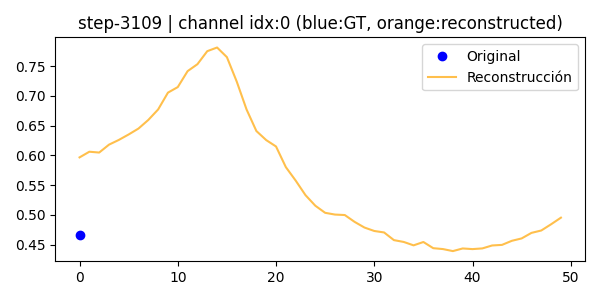 step-3109 | channel idx:0 (blue:GT, orange:reconstructed)
Original
Reconstrucción
0.75
0.70
0.65
0.60
0.55
0.50
0.45
0 10 20 30 40 50